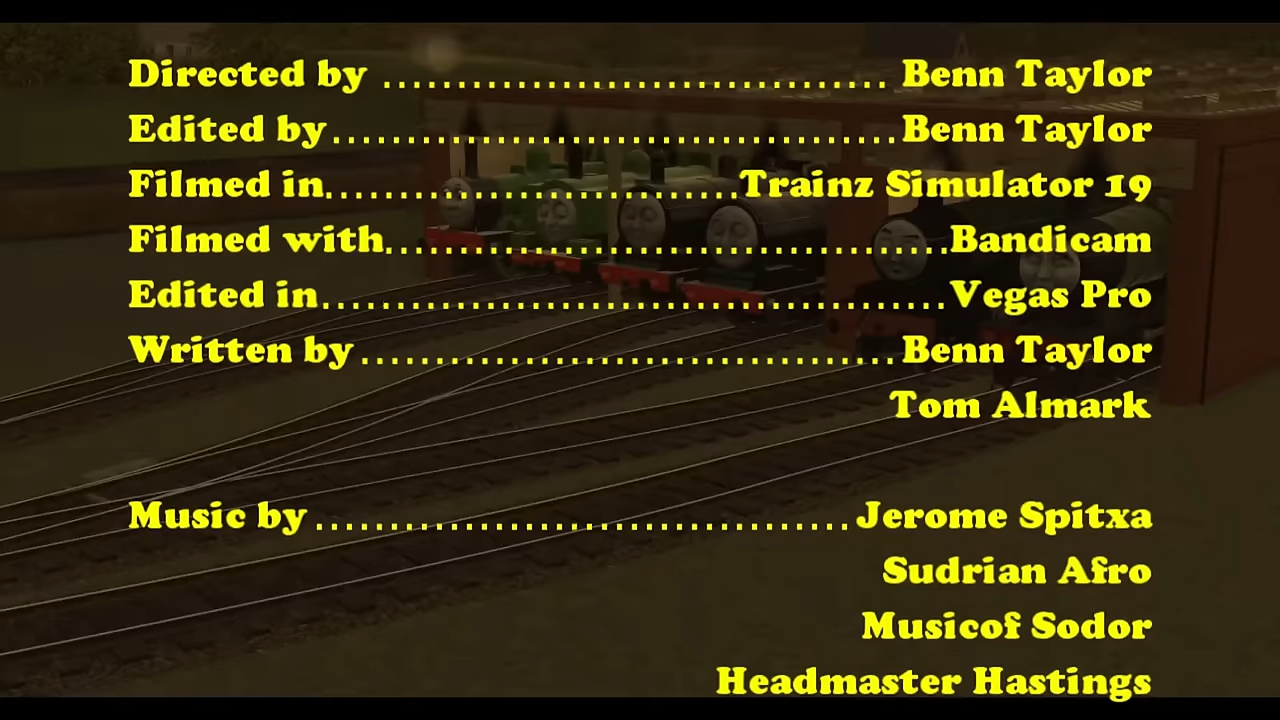 Directed by ................................. Benn Taylor
Edited by.....................................Benn Taylor
Filmed in...........................Trainz Simulator 19
Filmed with.....................................Bandicam
Edited in.........................................Vegas Pro
Written by ...................................Benn Taylor
Tom Almark
Music by ...................................Jerome Spitxa
Sudrian Afro
Musicof Sodor
Headmaster Hastings